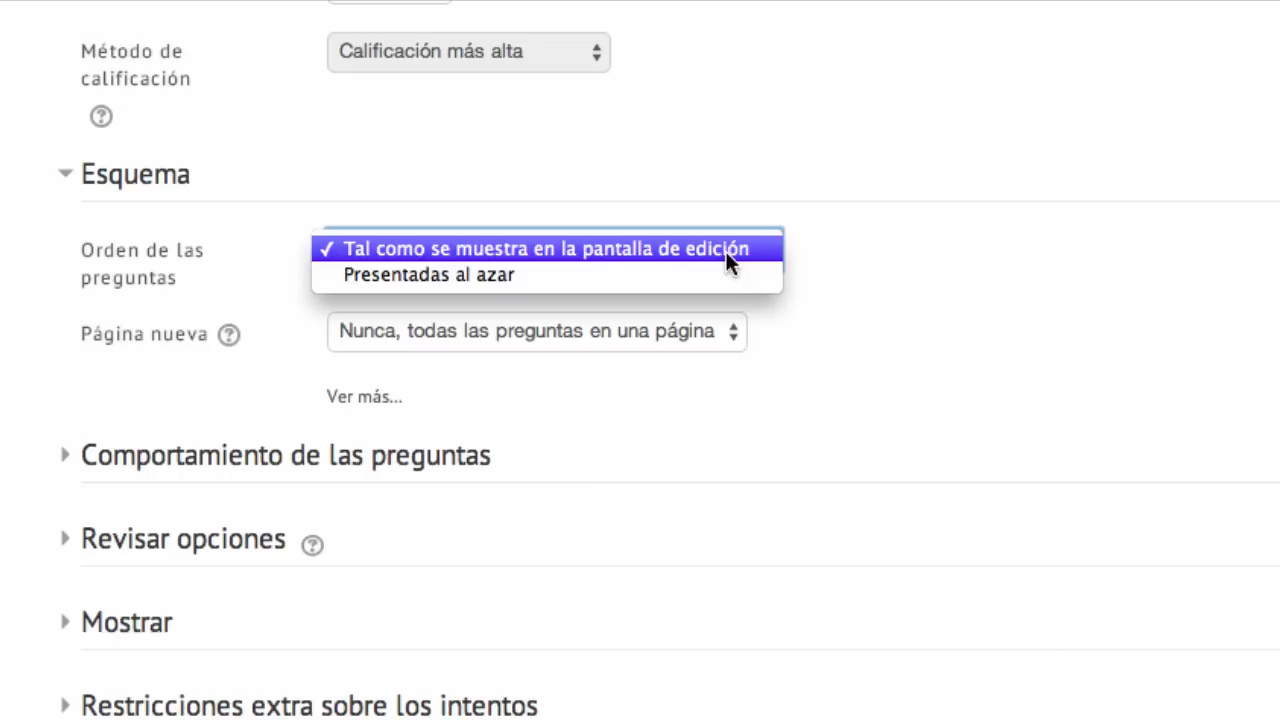 Método de
calificación
Calificación más alta
Esquema
Orden de las
preguntas
✓ Tal como se muestra en la pantalla de edición
Presentadas al azar
Página nueva
Nunca, todas las preguntas en una página
Ver más...
Comportamiento de las preguntas
Revisar opciones
Mostrar
Restricciones extra sobre los intentos